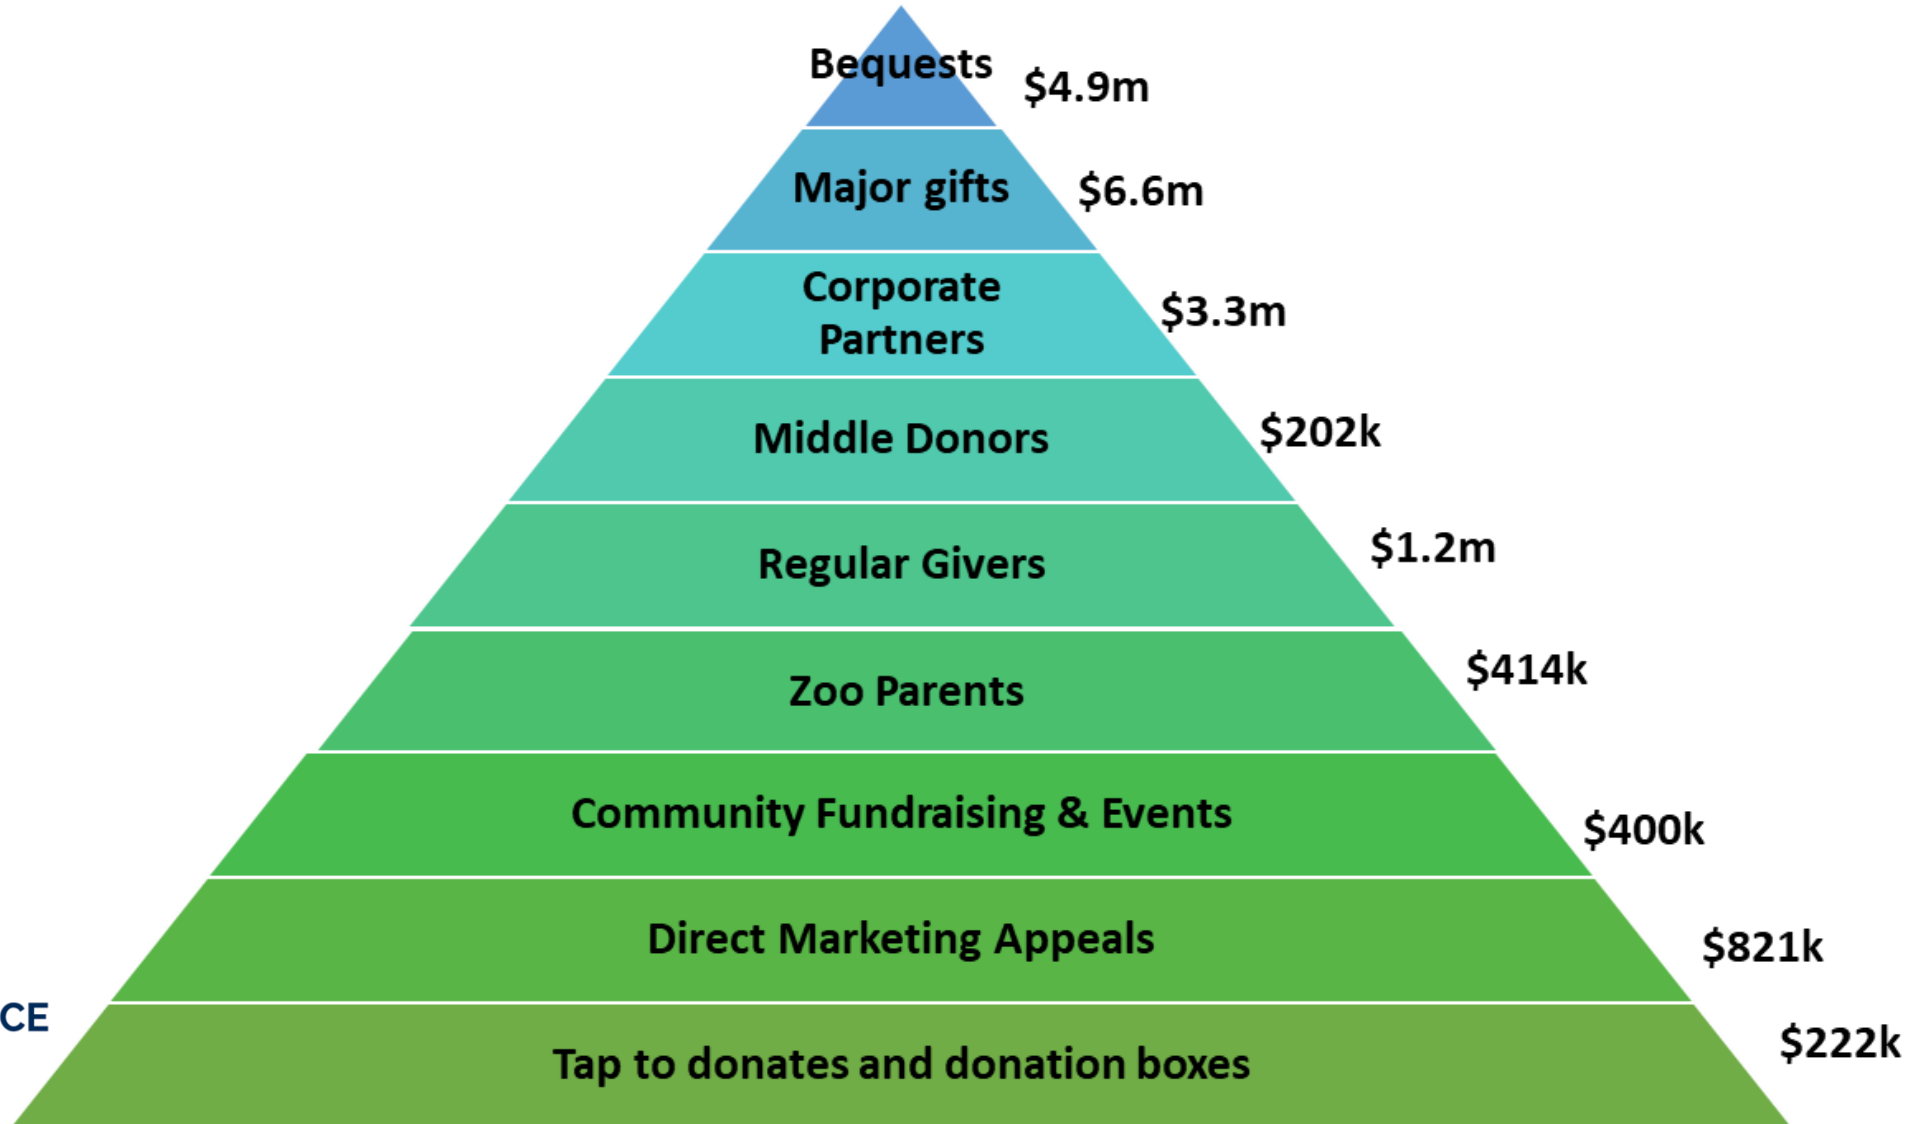 Bequests
$4.9m
Major gifts
$6.6m
Corporate
Partners
$3.3m
Middle Donors
$202k
Regular Givers
$1.2m
Zoo Parents
$414k
Community Fundraising & Events
$400k
Direct Marketing Appeals
$821k
CE
Tap to donates and donation boxes
$222k